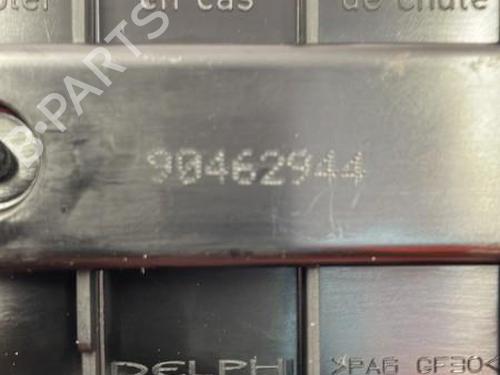 en cas
de chute
B-PARTS
90462944
DELPHI
>PA6 GF30<